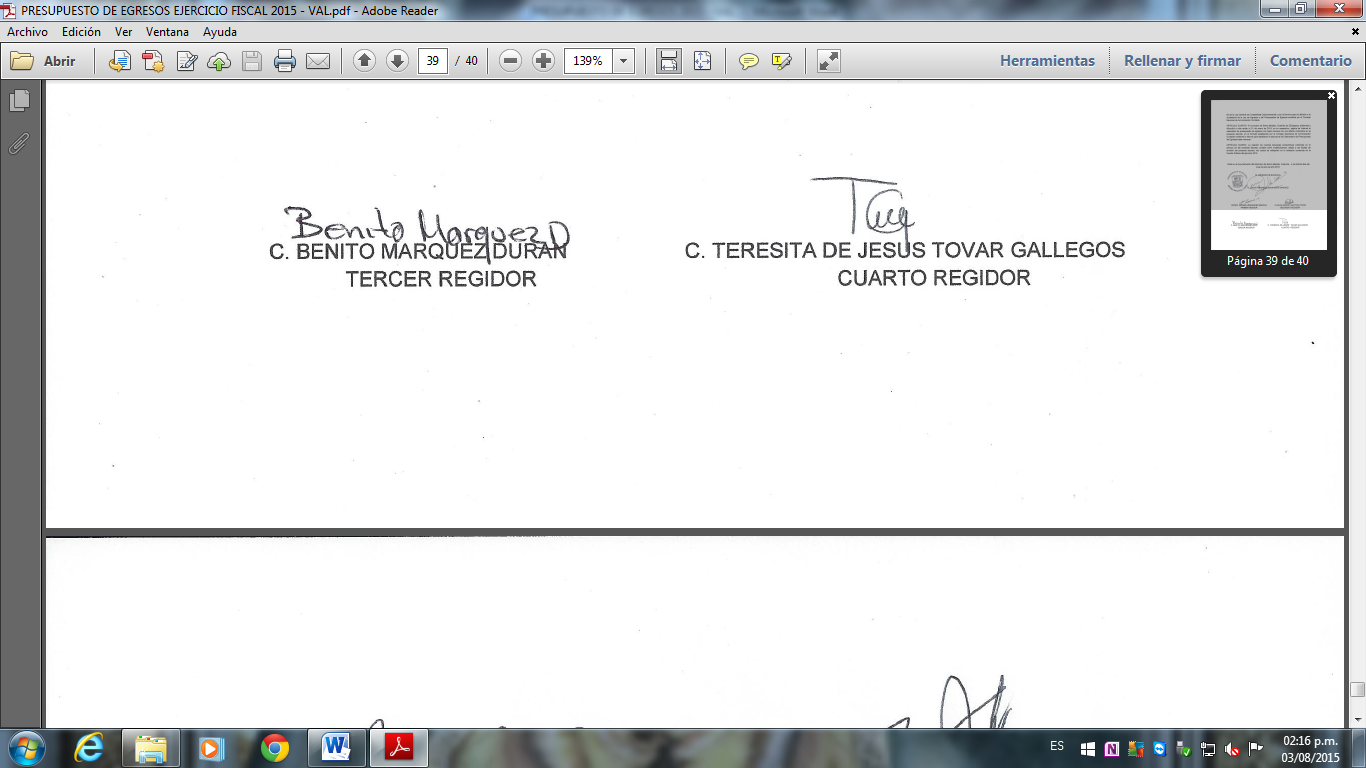 PRESUPUESTO DE EGRESOS EJERCICIO FISCAL 2015 - VAL.pdf - Adobe Reader
Archivo Edición Ver Ventana Ayuda
Abrir 39 / 40 139% Herramientas Rellenar y firmar Comentario
Benito Marquez D
C. BENITO MARQUEZ DURAN
TERCER REGIDOR
C. TERESITA DE JESUS TOVAR GALLEGOS
CUARTO REGIDOR
Página 39 de 40
ES
02:16 p.m.
03/08/2015